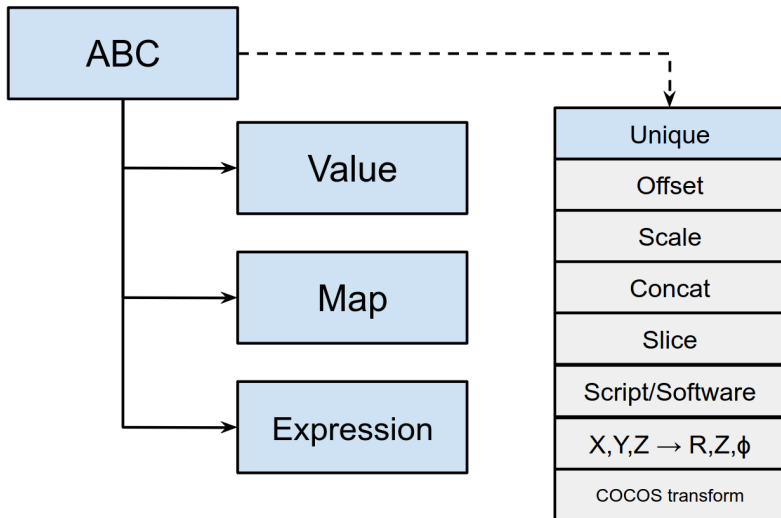 ABC
Value
Map
Expression
Unique
Offset
Scale
Concat
Slice
Script/Software
X,Y,Z → R,Z,ϕ
COCOS transform